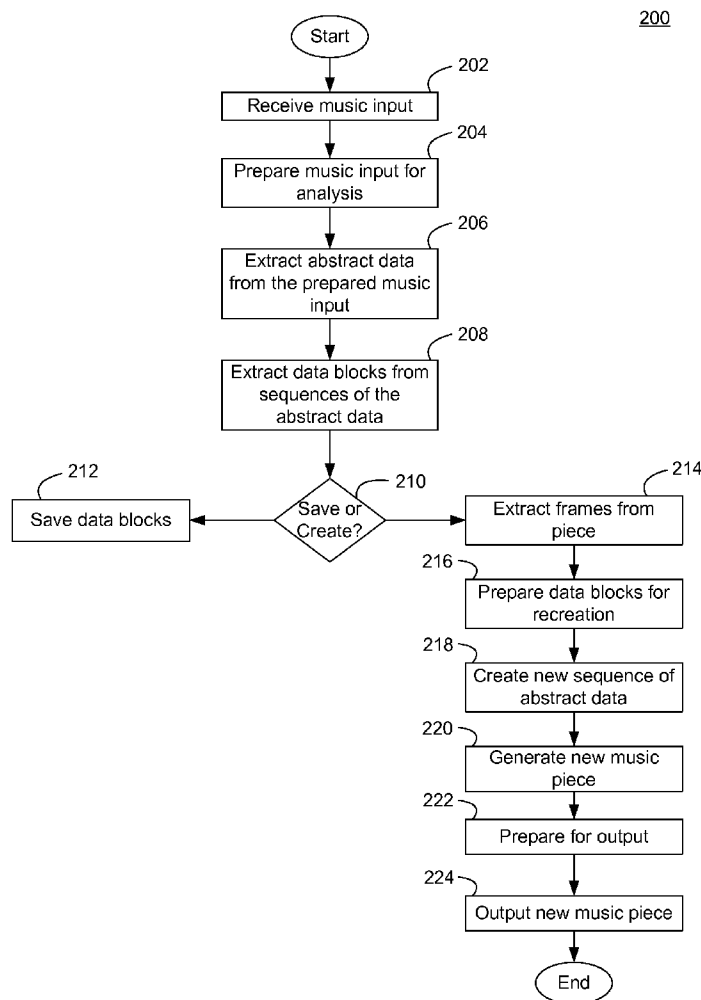 200
Start
202
Receive music input
204
Prepare music input for
analysis
206
Extract abstract data
from the prepared music
input
208
Extract data blocks from
sequences of the
abstract data
212
Save data blocks
210
Save or
Create?
214
Extract frames from
piece
216
Prepare data blocks for
recreation
218
Create new sequence of
abstract data
220
Generate new music
piece
222
Prepare for output
224
Output new music piece
End